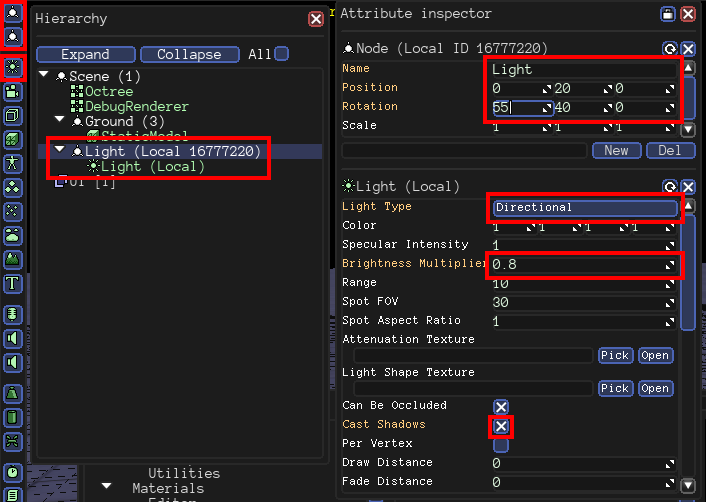 Hierarchy
Expand Collapse All
Scene (1)
Octree
DebugRenderer
Ground (3)
StaticModel
Light (Local 16777220)
Light (Local)
UI [1]
Utilities
Materials
Attribute inspector
Node (Local ID 16777220)
Name Light
Position 0 20 0
Rotation 55 40 0
Scale 1 1 1
New Del
Light (Local)
Light Type Directional
Color 1 1 1 1
Specular Intensity 1
Brightness Multiplier 0.8
Range 10
Spot FOV 30
Spot Aspect Ratio 1
Attenuation Texture
Pick Open
Light Shape Texture
Pick Open
Can Be Occluded
Cast Shadows
Per Vertex
Draw Distance 0
Fade Distance 0